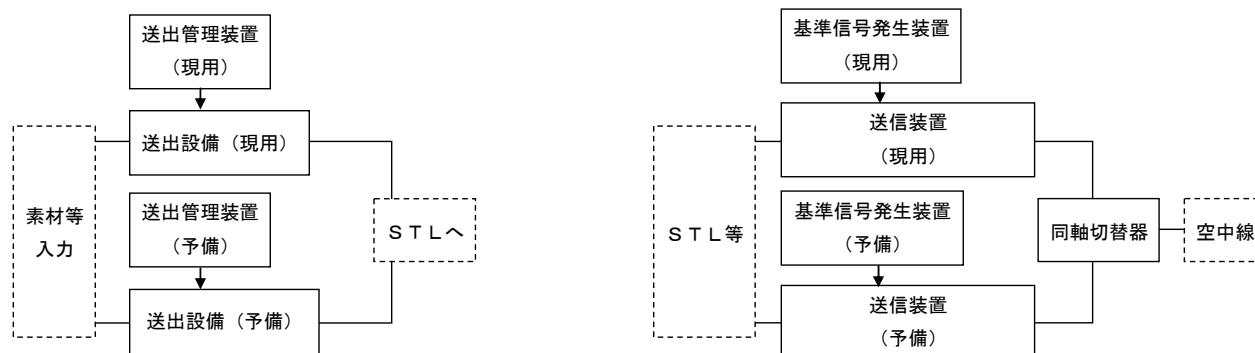 送出管理装置
(現用)
送出設備(現用)
素材等
入力
送出管理装置
(予備)
STLへ
送出設備(予備)
基準信号発生装置
(現用)
送信装置
(現用)
STL等
基準信号発生装置
(予備)
同軸切替器
空中線
送信装置
(予備)